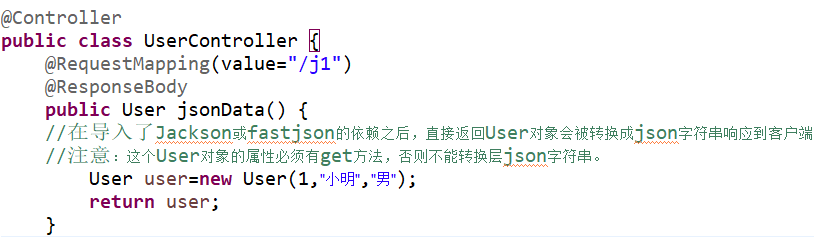 @Controller
public class UserController {
    @RequestMapping(value="/j1")
    @ResponseBody
    public User jsonData() {
    //在导入了Jackson或fastjson的依赖之后，直接返回User对象会被转换成json字符串响应到客户端
    //注意：这个User对象的属性必须有get方法，否则不能转换层json字符串。
        User user=new User(1,"小明","男");
        return user;
    }